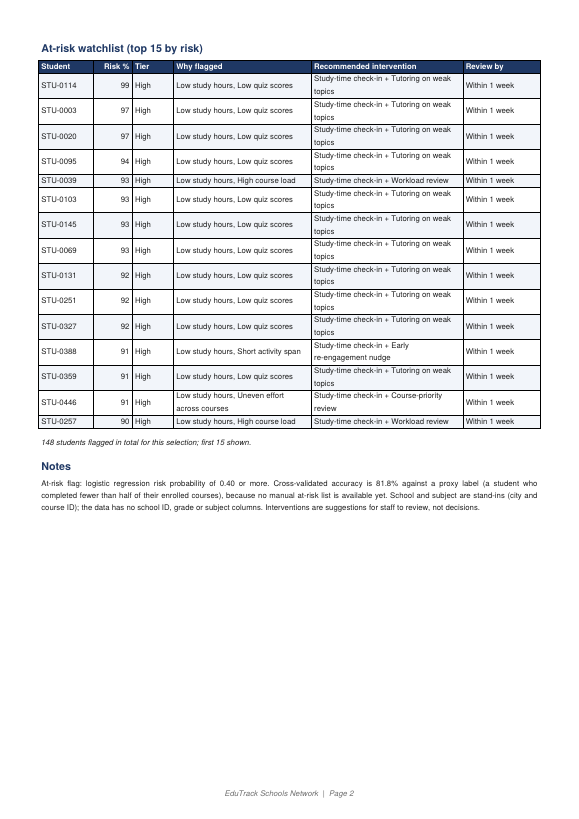 At-risk watchlist (top 15 by risk)
Student Risk % Tier Why flagged Recommended intervention Review by
STU-0114 99 High Low study hours, Low quiz scores Study-time check-in + Tutoring on weak topics Within 1 week
STU-0003 97 High Low study hours, Low quiz scores Study-time check-in + Tutoring on weak topics Within 1 week
STU-0020 97 High Low study hours, Low quiz scores Study-time check-in + Tutoring on weak topics Within 1 week
STU-0095 94 High Low study hours, Low quiz scores Study-time check-in + Tutoring on weak topics Within 1 week
STU-0039 93 High Low study hours, High course load Study-time check-in + Workload review Within 1 week
STU-0103 93 High Low study hours, Low quiz scores Study-time check-in + Tutoring on weak topics Within 1 week
STU-0145 93 High Low study hours, Low quiz scores Study-time check-in + Tutoring on weak topics Within 1 week
STU-0069 93 High Low study hours, Low quiz scores Study-time check-in + Tutoring on weak topics Within 1 week
STU-0131 92 High Low study hours, Low quiz scores Study-time check-in + Tutoring on weak topics Within 1 week
STU-0251 92 High Low study hours, Low quiz scores Study-time check-in + Tutoring on weak topics Within 1 week
STU-0327 92 High Low study hours, Low quiz scores Study-time check-in + Tutoring on weak topics Within 1 week
STU-0388 91 High Low study hours, Short activity span Study-time check-in + Early re-engagement nudge Within 1 week
STU-0359 91 High Low study hours, Low quiz scores Study-time check-in + Tutoring on weak topics Within 1 week
STU-0446 91 High Low study hours, Uneven effort across courses Study-time check-in + Course-priority review Within 1 week
STU-0257 90 High Low study hours, High course load Study-time check-in + Workload review Within 1 week
148 students flagged in total for this selection; first 15 shown.
Notes
At-risk flag: logistic regression risk probability of 0.40 or more. Cross-validated accuracy is 81.8% against a proxy label (a student who
completed fewer than half of their enrolled courses), because no manual at-risk list is available yet. School and subject are stand-ins (city and
course ID); the data has no school ID, grade or subject columns. Interventions are suggestions for staff to review, not decisions.
EduTrack Schools Network | Page 2